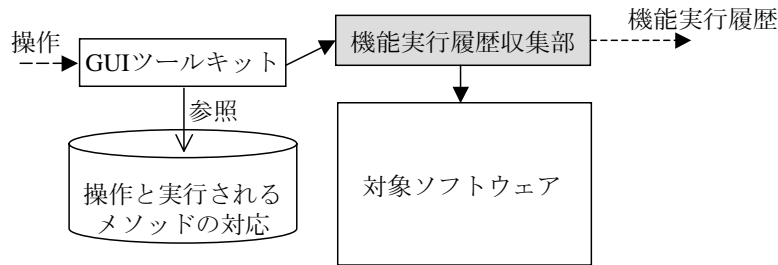 操作
GUIツールキット
機能実行履歴収集部
機能実行履歴
参照
操作と実行される
メソッドの対応
対象ソフトウェア